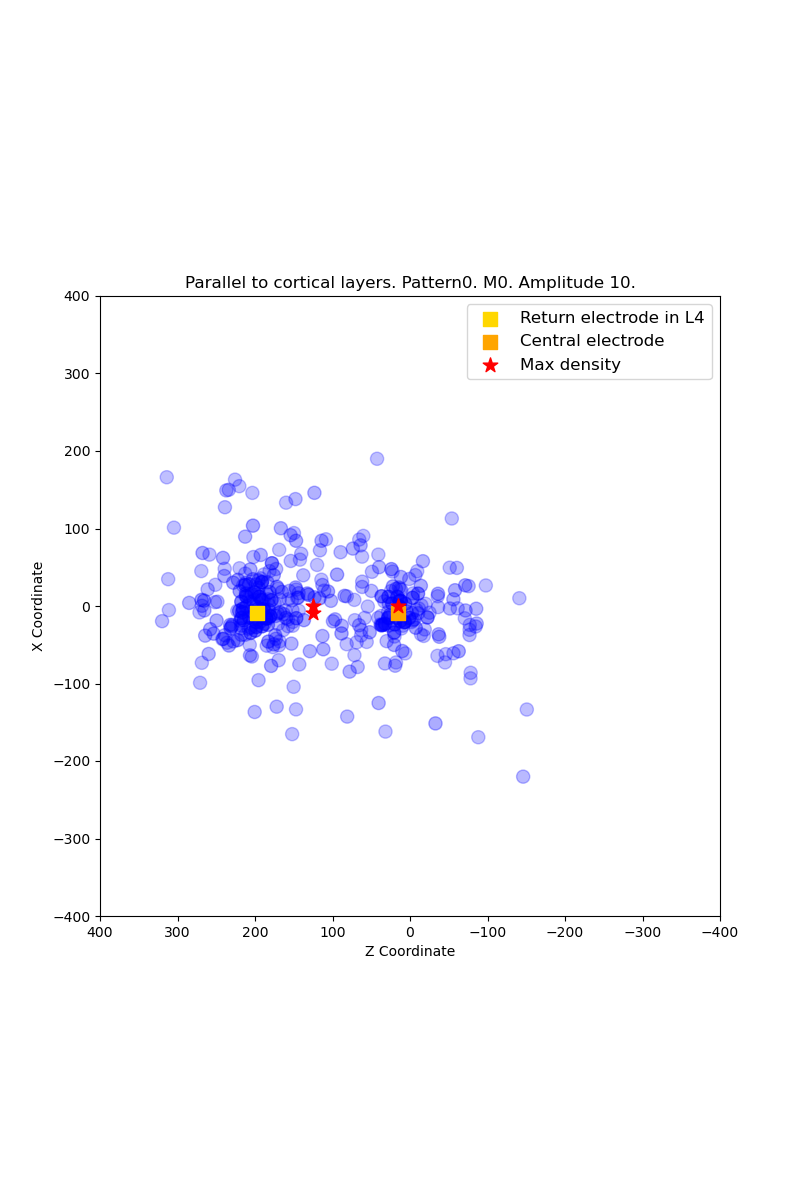 Parallel to cortical layers. Pattern0. M0. Amplitude 10.
Return electrode in L4
Central electrode
Max density
400
300
200
100
0
−100
−200
−300
−400
X Coordinate
400 300 200 100 0 −100 −200 −300 −400
Z Coordinate